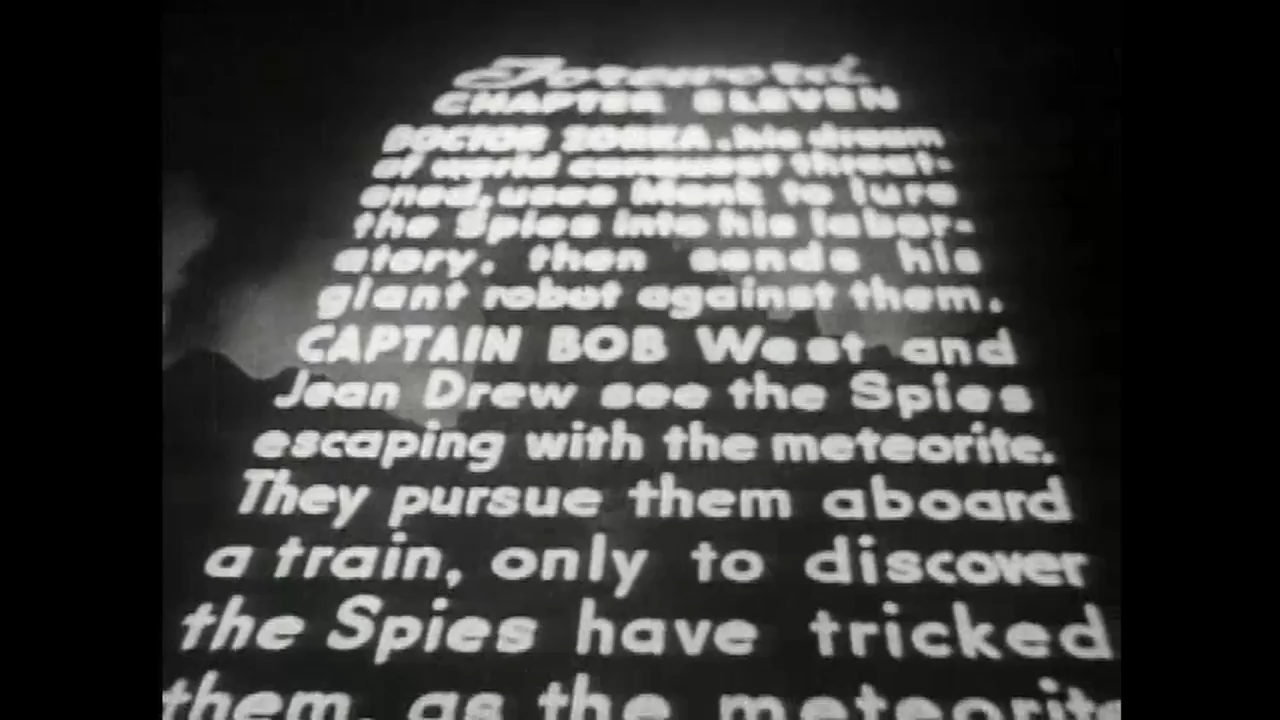 Foreword.
CHAPTER ELEVEN
DOCTOR ZORKA, his dream
of world conquest threat-
ened, uses Monk to lure
the Spies into his labor-
atory, then sends his
giant robot against them.
CAPTAIN BOB West and
Jean Drew see the Spies
escaping with the meteorite.
They pursue them aboard
a train, only to discover
the Spies have tricked
them, as the meteorite